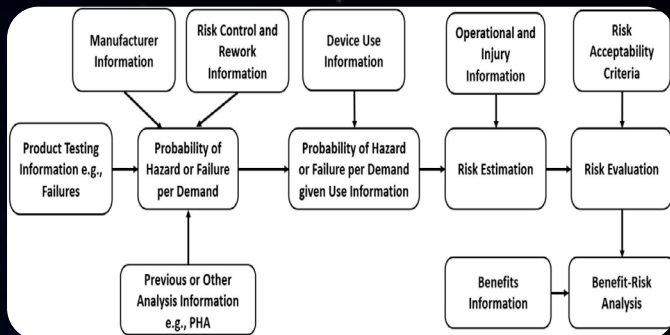 Manufacturer
Information
Risk Control and
Rework
Information
Device Use
Information
Operational and
Injury
Information
Risk
Acceptability
Criteria
Product Testing
Information e.g.,
Failures
Probability of
Hazard or Failure
per Demand
Probability of Hazard
or Failure per Demand
given Use Information
Risk Estimation
Risk Evaluation
Previous or Other
Analysis Information
e.g., PHA
Benefits
Information
Benefit-Risk
Analysis